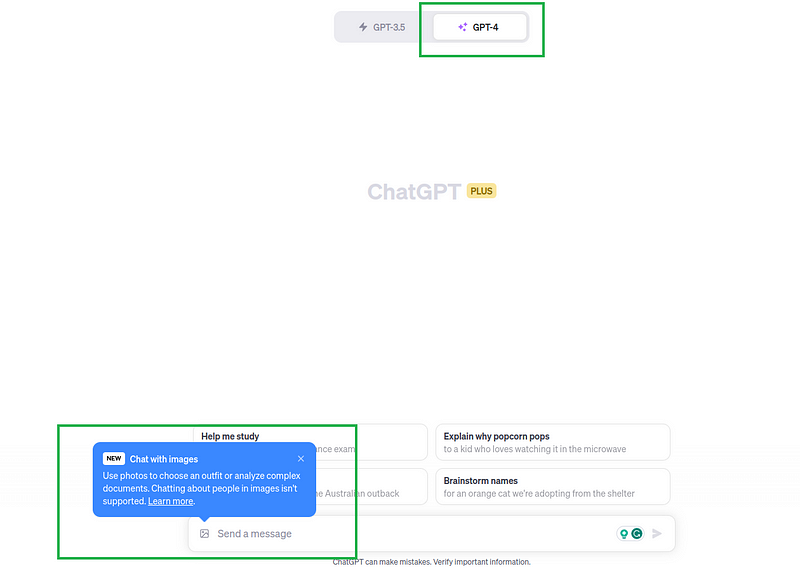 GPT-3.5
GPT-4
ChatGPT PLUS
Help me study
nce exam
Explain why popcorn pops
to a kid who loves watching it in the microwave
NEW Chat with images
Use photos to choose an outfit or analyze complex
documents. Chatting about people in images isn't
supported. Learn more.
e Australian outback
Brainstorm names
for an orange cat we're adopting from the shelter
Send a message
ChatGPT can make mistakes. Verify important information.